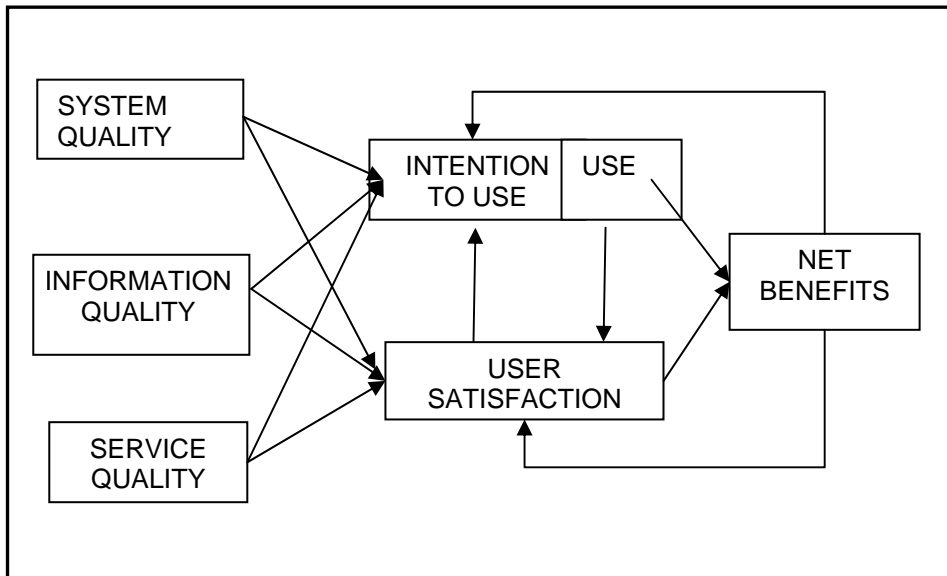 SYSTEM
QUALITY
INTENTION
TO USE
USE
NET
BENEFITS
INFORMATION
QUALITY
USER
SATISFACTION
SERVICE
QUALITY